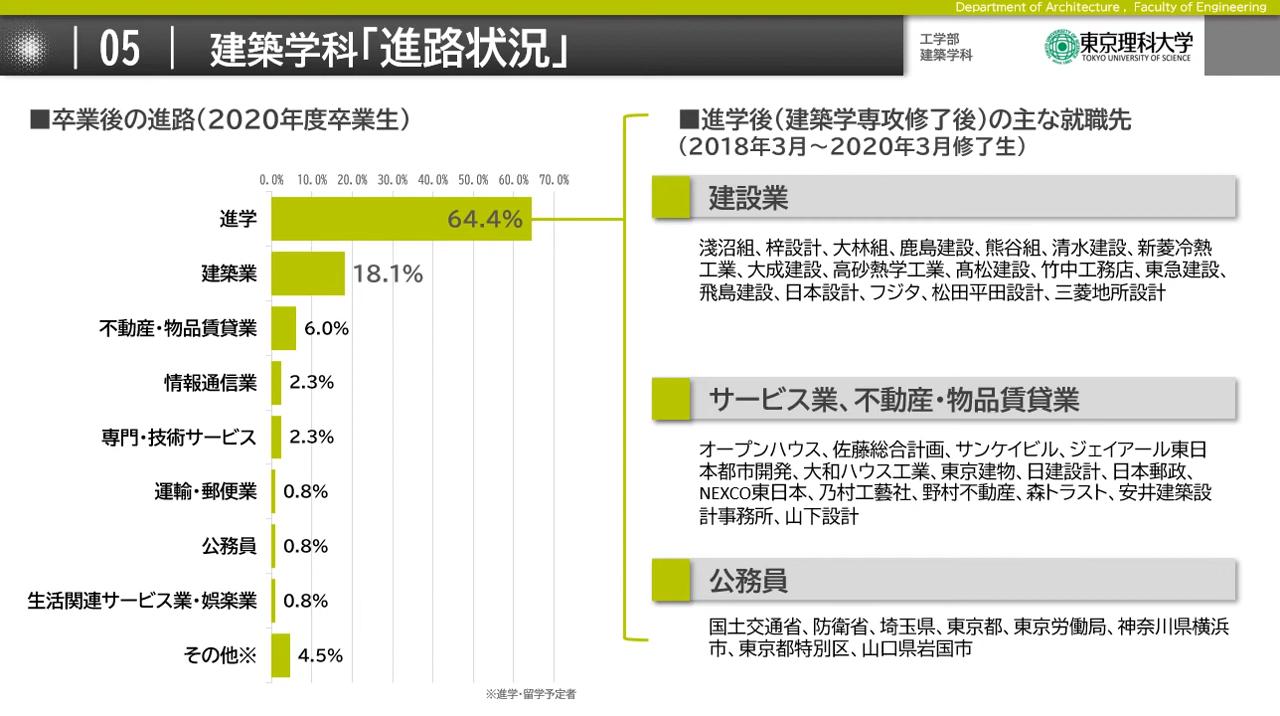 Department of Architecture , Faculty of Engineering
05
建築学科「進路状況」
工学部
建築学科
東京理科大学
TOKYO UNIVERSITY OF SCIENCE
■卒業後の進路(2020年度卒業生)
0.0% 10.0% 20.0% 30.0% 40.0% 50.0% 60.0% 70.0%
進学 64.4%
建築業 18.1%
不動産・物品賃貸業 6.0%
情報通信業 2.3%
専門・技術サービス 2.3%
運輸・郵便業 0.8%
公務員 0.8%
生活関連サービス業・娯楽業 0.8%
その他※ 4.5%
※進学・留学予定者
■進学後(建築学専攻修了後)の主な就職先
(2018年3月~2020年3月修了生)
建設業
淺沼組、梓設計、大林組、鹿島建設、熊谷組、清水建設、新菱冷熱
工業、大成建設、高砂熱学工業、髙松建設、竹中工務店、東急建設、
飛島建設、日本設計、フジタ、松田平田設計、三菱地所設計
サービス業、不動産・物品賃貸業
オープンハウス、佐藤総合計画、サンケイビル、ジェイアール東日
本都市開発、大和ハウス工業、東京建物、日建設計、日本郵政、
NEXCO東日本、乃村工藝社、野村不動産、森トラスト、安井建築設
計事務所、山下設計
公務員
国土交通省、防衛省、埼玉県、東京都、東京労働局、神奈川県横浜
市、東京都特別区、山口県岩国市